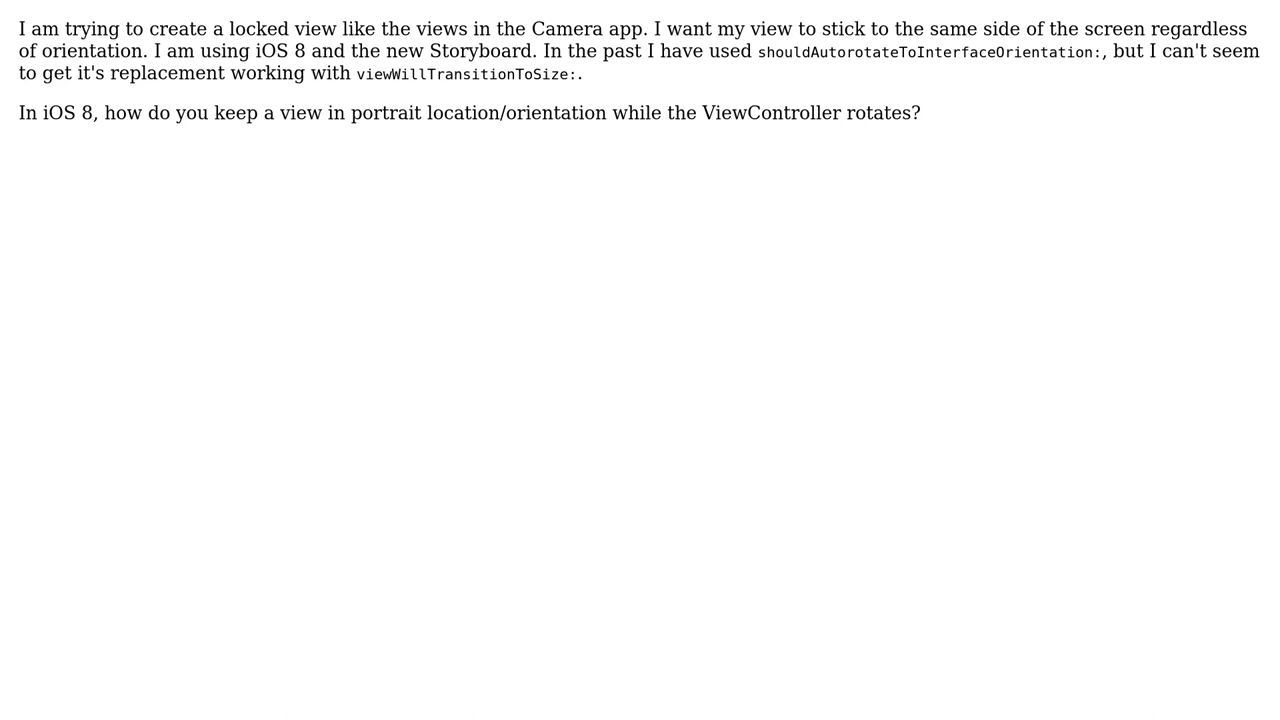 I am trying to create a locked view like the views in the Camera app. I want my view to stick to the same side of the screen regardless
of orientation. I am using iOS 8 and the new Storyboard. In the past I have used shouldAutorotateToInterfaceOrientation:, but I can't seem
to get it's replacement working with viewWillTransitionToSize:.
In iOS 8, how do you keep a view in portrait location/orientation while the ViewController rotates?